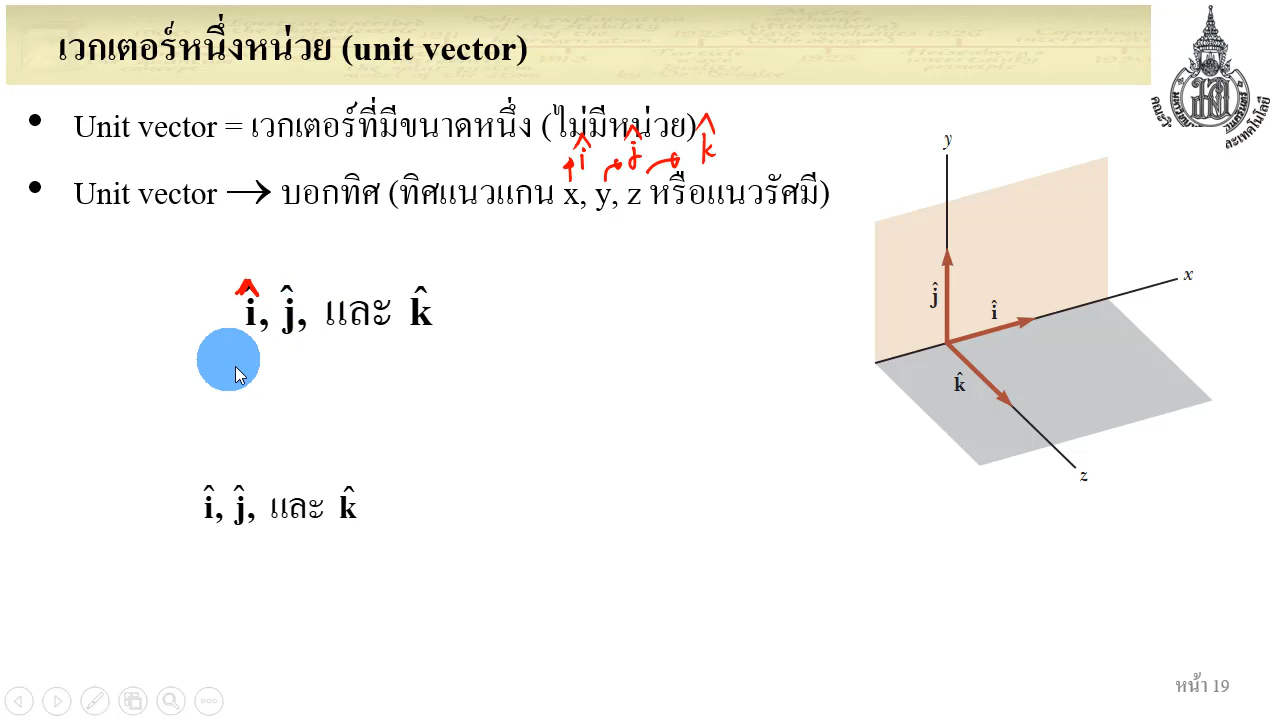 เวกเตอร์หนึ่งหน่วย (unit vector)
• Unit vector = เวกเตอร์ที่มีขนาดหนึ่ง (ไม่มีหน่วย)
î ĵ k̂
• Unit vector → บอกทิศ (ทิศแนวแกน x, y, z หรือแนวรัศมี)
î, ĵ, และ k̂
y
x
ĵ
î
k̂
z
î, ĵ, และ k̂
หน้า 19